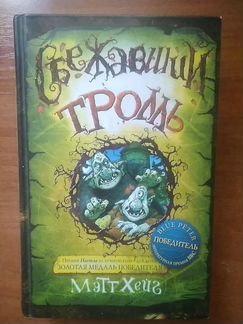 Сбежавший
тролль
BLUE PETER
ПОБЕДИТЕЛЬ
ЗОЛОТАЯ МЕДАЛЬ ПОБЕДИТЕЛЯ
Мэтт Хейг